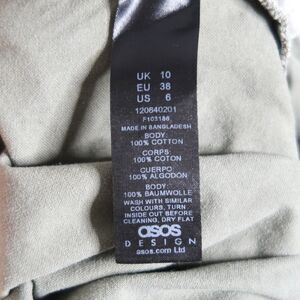 UK 10
EU 38
US 6
120640201
F103186
MADE IN BANGLADESH
BODY:
100% COTTON
CORPS:
100% COTON
CUERPO
100% ALGODON
BODY:
100% BAUMWOLLE
WASH WITH SIMILAR
COLOURS, TURN
INSIDE OUT BEFORE
CLEANING, DRY FLAT
asos
DESIGN
asos.com Ltd